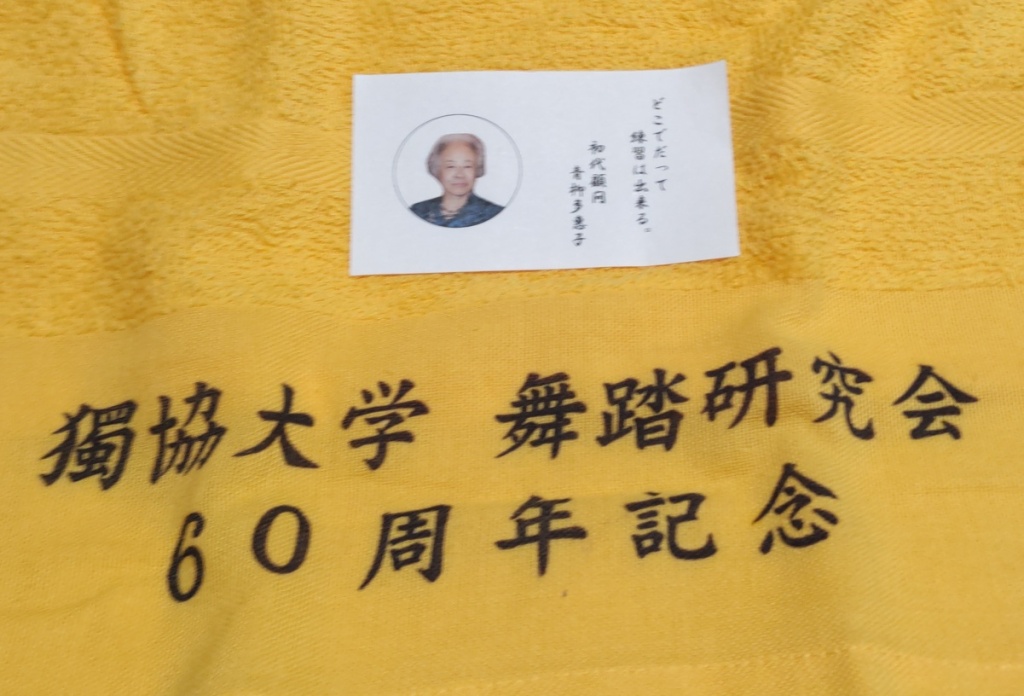 どこでだって
練習は出来る。
初代顧問
青柳多恵子
獨協大学 舞踏研究会
60周年記念